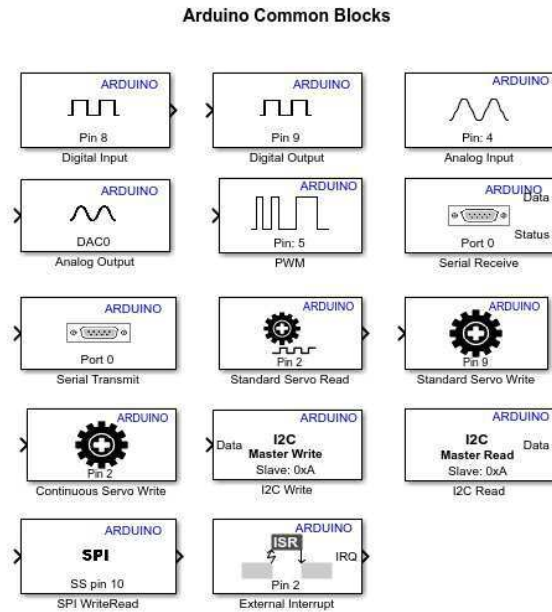 Arduino Common Blocks
ARDUINO
Pin 8
Digital Input
ARDUINO
Pin 9
Digital Output
ARDUINO
Pin: 4
Analog Input
ARDUINO
DAC0
Analog Output
ARDUINO
Pin: 5
PWM
ARDUINO
Data
Status
Port 0
Serial Receive
ARDUINO
Port 0
Serial Transmit
ARDUINO
Pin 2
Standard Servo Read
ARDUINO
Pin 9
Standard Servo Write
ARDUINO
Pin 2
Continuous Servo Write
ARDUINO
Data
I2C
Master Write
Slave: 0xA
I2C Write
ARDUINO
I2C
Data
Master Read
Slave: 0xA
I2C Read
ARDUINO
SPI
SS pin 10
SPI WriteRead
ARDUINO
ISR
IRQ
Pin 2
External Interrupt